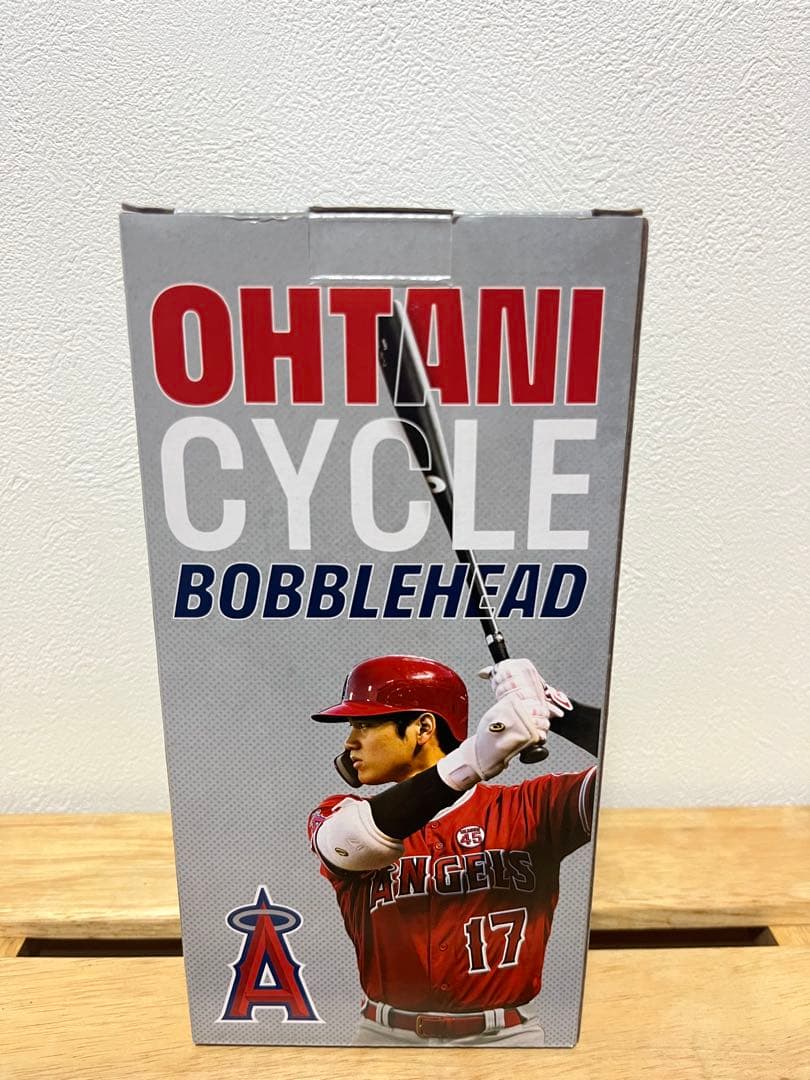 OHTANI
CYCLE
BOBBLEHEAD
45
ANGELS
17
A